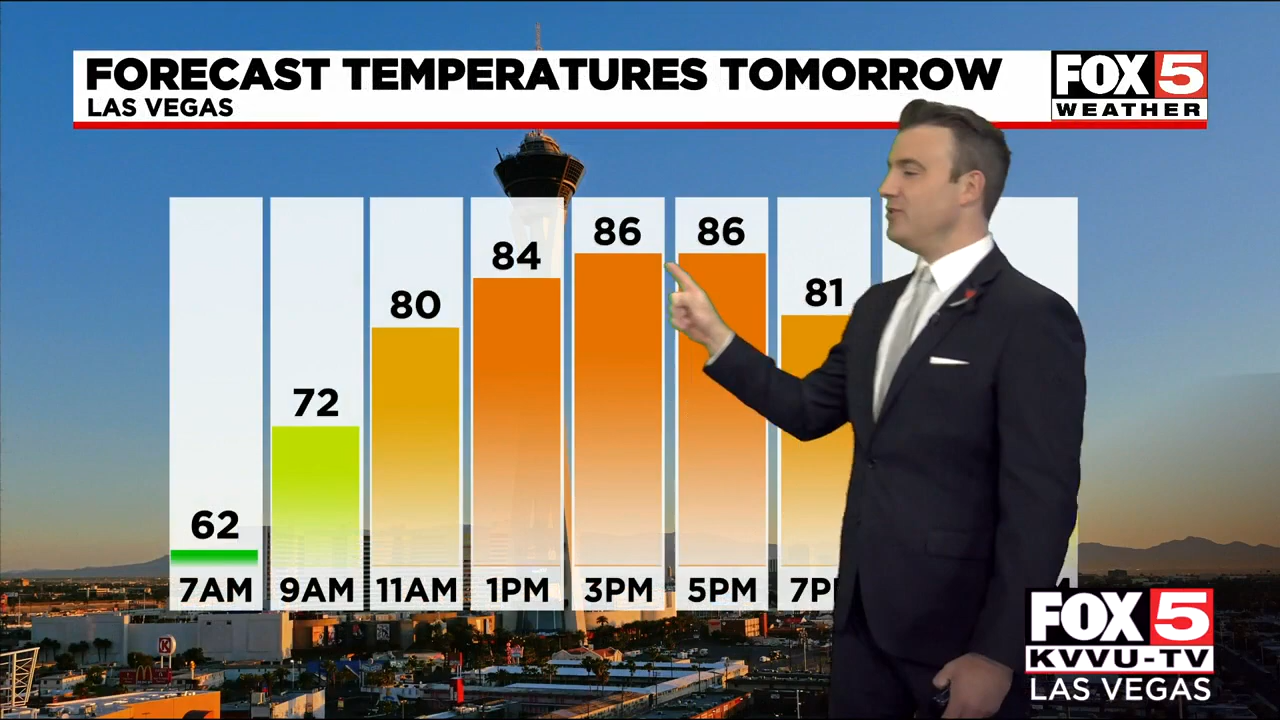 FORECAST TEMPERATURES TOMORROW
LAS VEGAS
FOX 5
WEATHER
62
72
80
84
86
86
81
7AM
9AM
11AM
1PM
3PM
5PM
FOX 5
KVVU-TV
LAS VEGAS